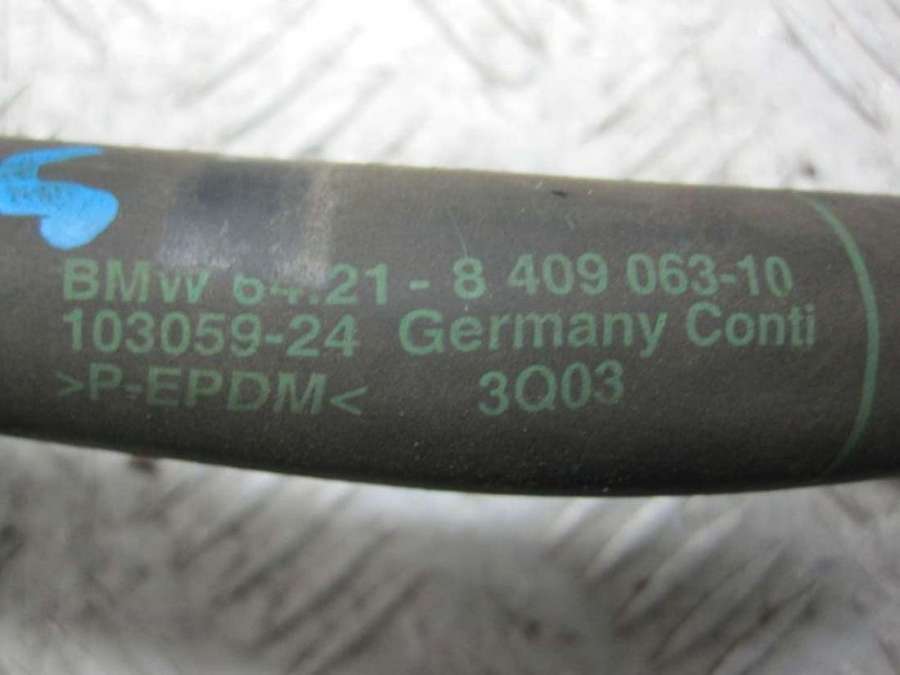 BMW 64.21 - 8 409 063-10
103059-24 Germany Conti
>P-EPDM< 3Q03